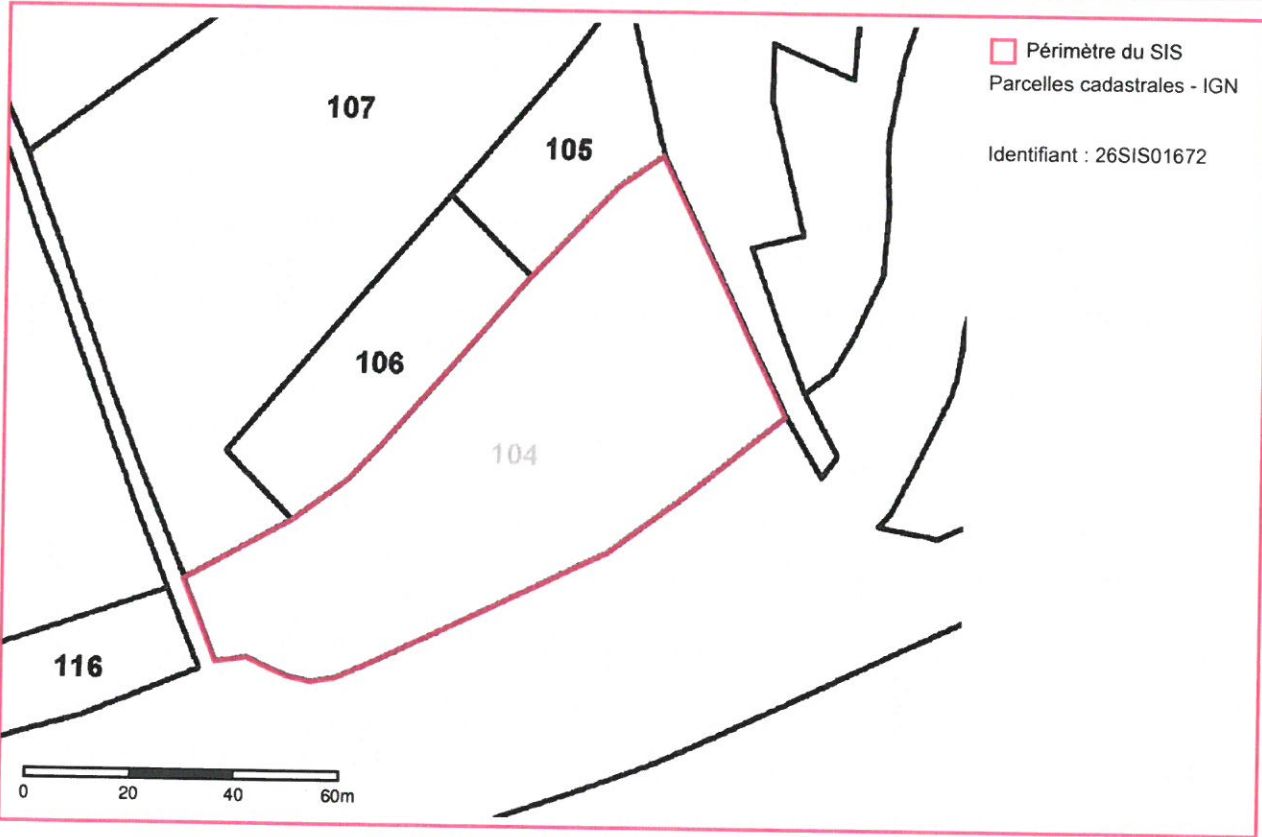 Périmètre du SIS
Parcelles cadastrales - IGN
Identifiant : 26SIS01672
107
105
106
104
116
0 20 40 60m